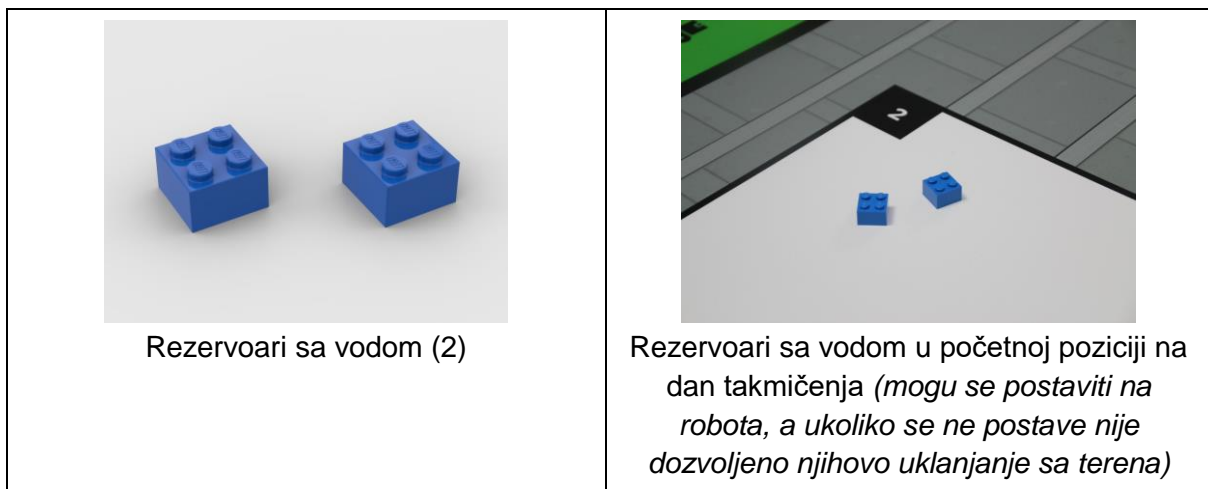 2
Rezervoari sa vodom (2)
Rezervoari sa vodom u početnoj poziciji na
dan takmičenja (mogu se postaviti na
robota, a ukoliko se ne postave nije
dozvoljeno njihovo uklanjanje sa terena)